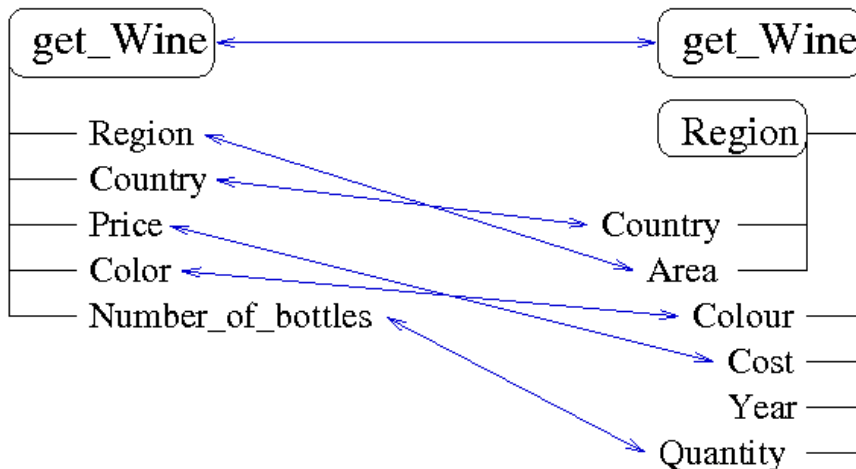 get_Wine
Region
Country
Price
Color
Number_of_bottles
get_Wine
Region
Country
Area
Colour
Cost
Year
Quantity